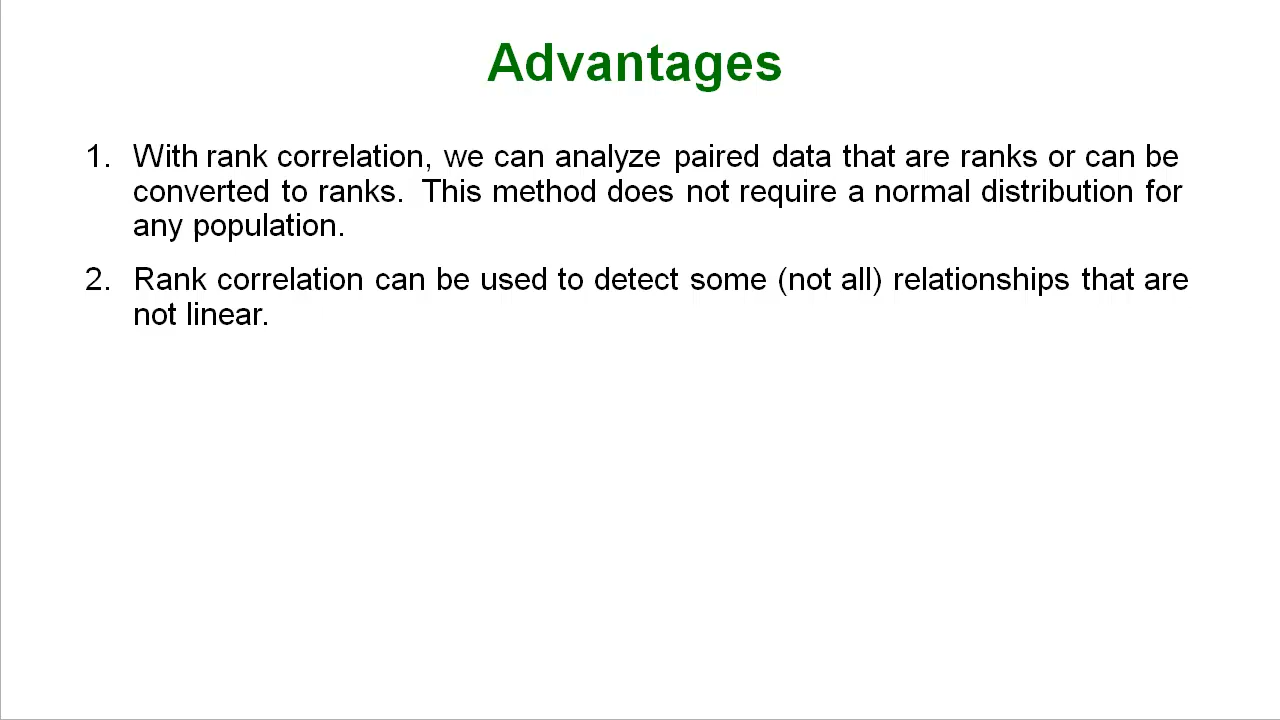 Advantages
1. With rank correlation, we can analyze paired data that are ranks or can be
converted to ranks. This method does not require a normal distribution for
any population.
2. Rank correlation can be used to detect some (not all) relationships that are
not linear.